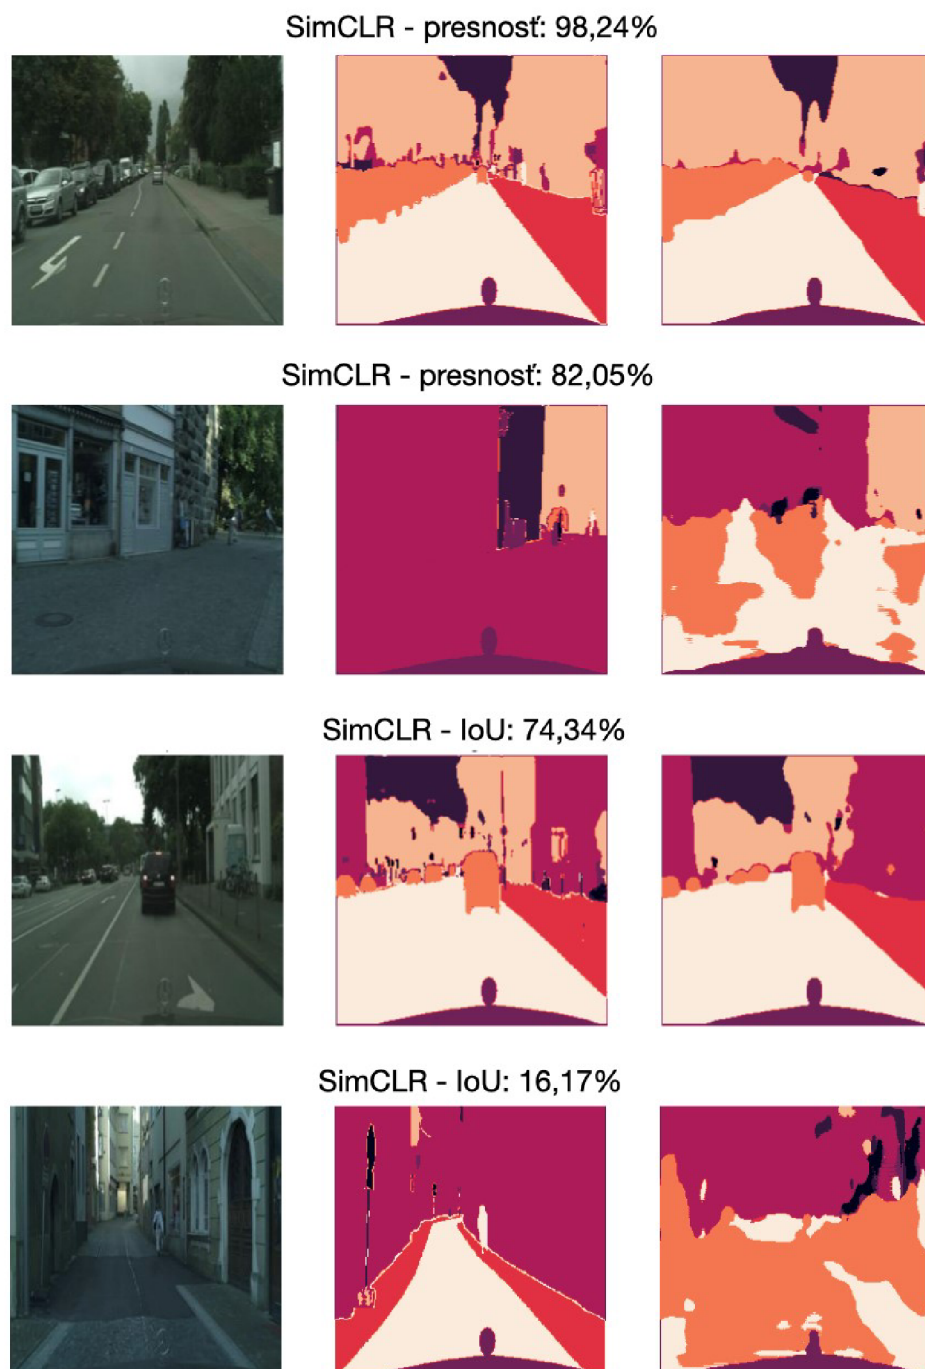 SimCLR - presnosť: 98,24%
SimCLR - presnosť: 82,05%
SimCLR - IoU: 74,34%
SimCLR - IoU: 16,17%